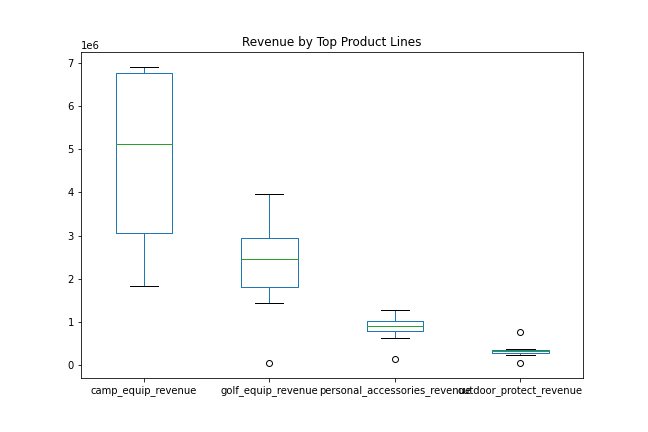 Revenue by Top Product Lines
1e6
7
6
5
4
3
2
1
0
camp_equip_revenue golf_equip_revenue personal_accessories_revenue outdoor_protect_revenue